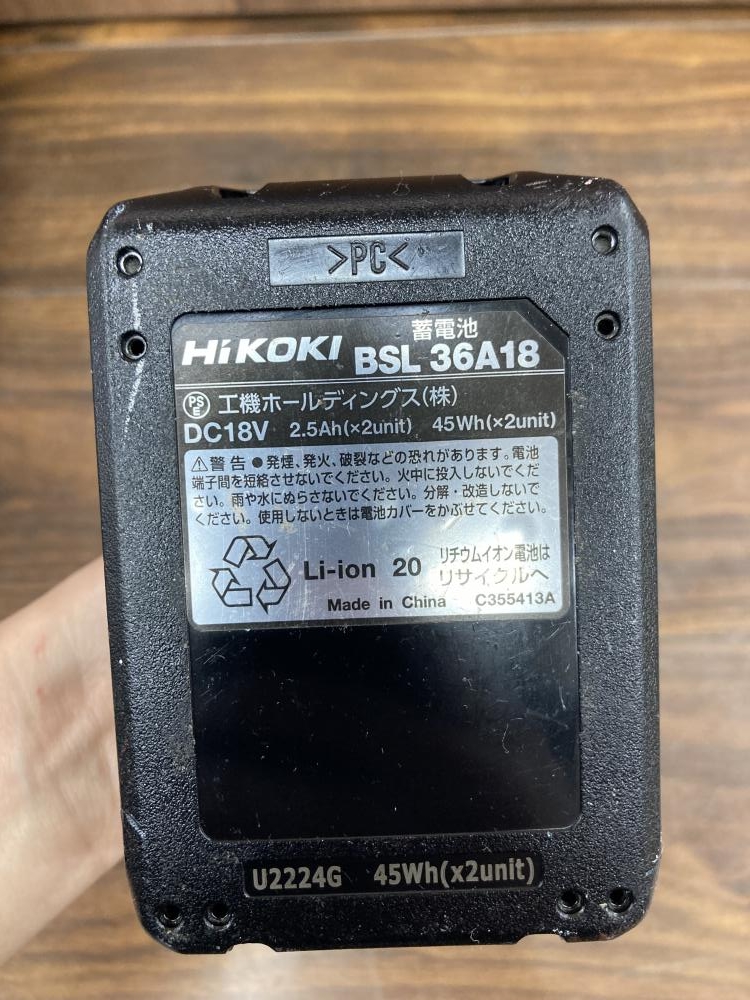 >PC<
蓄電池
HiKOKI BSL 36A18
PSE 工機ホールディングス(株)
DC18V 2.5Ah(×2unit) 45Wh(×2unit)
⚠警告 ●発煙、発火、破裂などの恐れがあります。電池
端子間を短絡させないでください。火中に投入しないでくだ
さい。雨や水にぬらさないでください。分解・改造しないで
ください。使用しないときは電池カバーをかぶせてください。
Li-ion 20 リチウムイオン電池は
リサイクルへ
Made in China C355413A
U2224G 45Wh(x2unit)